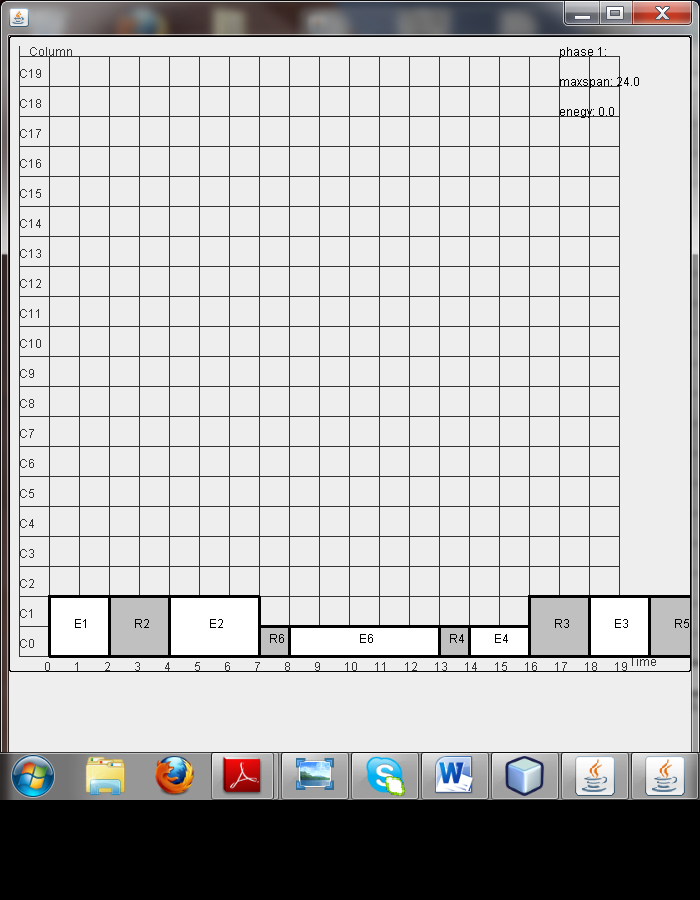 Column
phase 1:
C19
maxspan: 24.0
C18
enegy: 0.0
C17
C16
C15
C14
C13
C12
C11
C10
C9
C8
C7
C6
C5
C4
C3
C2
C1
E1 R2 E2 R3 E3 R5
C0
R6 E6 R4 E4
0 1 2 3 4 5 6 7 8 9 10 11 12 13 14 15 16 17 18 19 Time